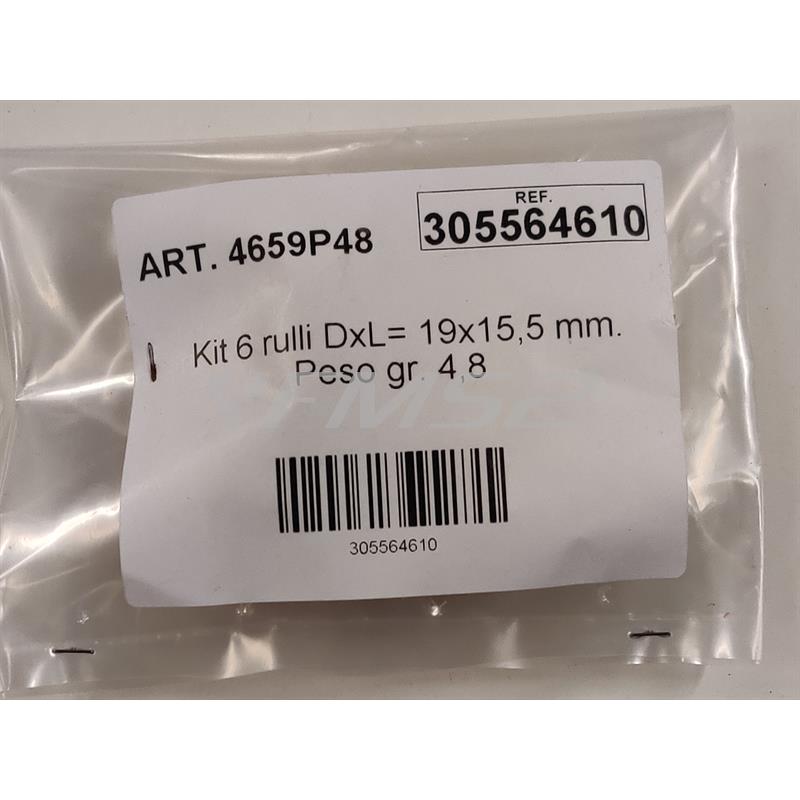 REF.
ART. 4659P48 305564610
Kit 6 rulli DxL= 19x15,5 mm.
Peso gr. 4,8
305564610